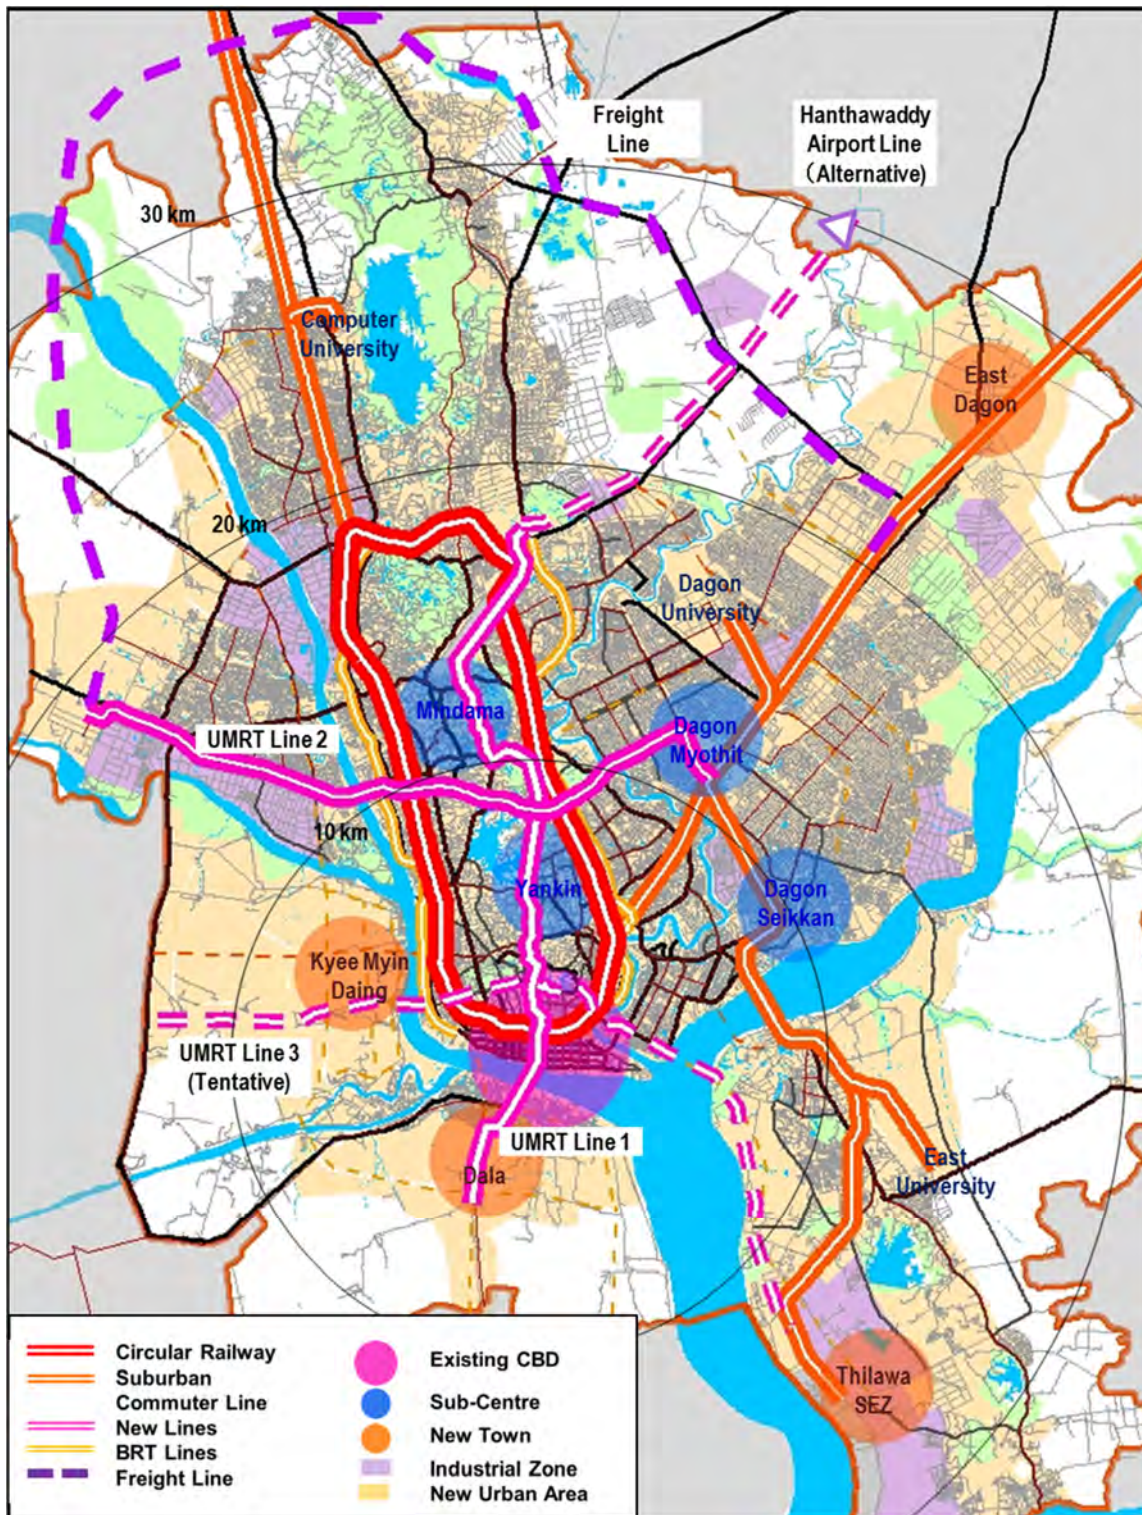 Freight
Line
Hanthawaddy
Airport Line
(Alternative)
30 km
Computer
University
East
Dagon
20 km
Dagon
University
Mindama
Dagon
Myothit
UMRT Line 2
10 km
Yankin
Dagon
Seikkan
Kyee Myin
Daing
UMRT Line 3
(Tentative)
UMRT Line 1
Dala
East
University
Thilawa
SEZ
Circular Railway
Suburban
Commuter Line
New Lines
BRT Lines
Freight Line
Existing CBD
Sub-Centre
New Town
Industrial Zone
New Urban Area